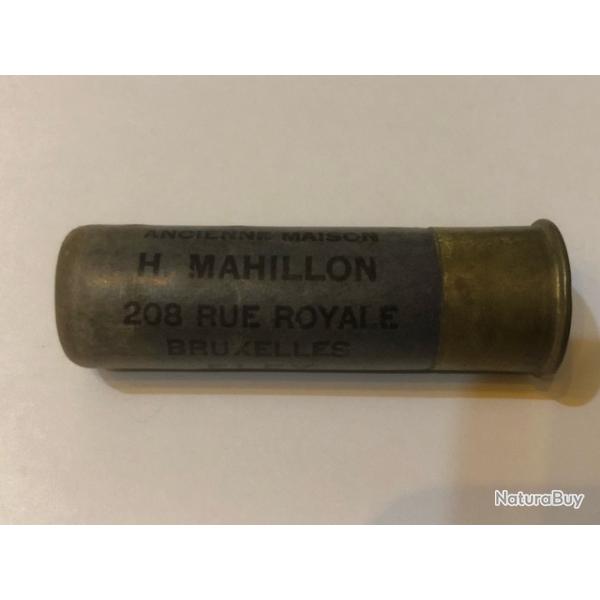 ANCIENNE MAISON
H. MAHILLON
208 RUE ROYALE
BRUXELLES
NaturaBuy